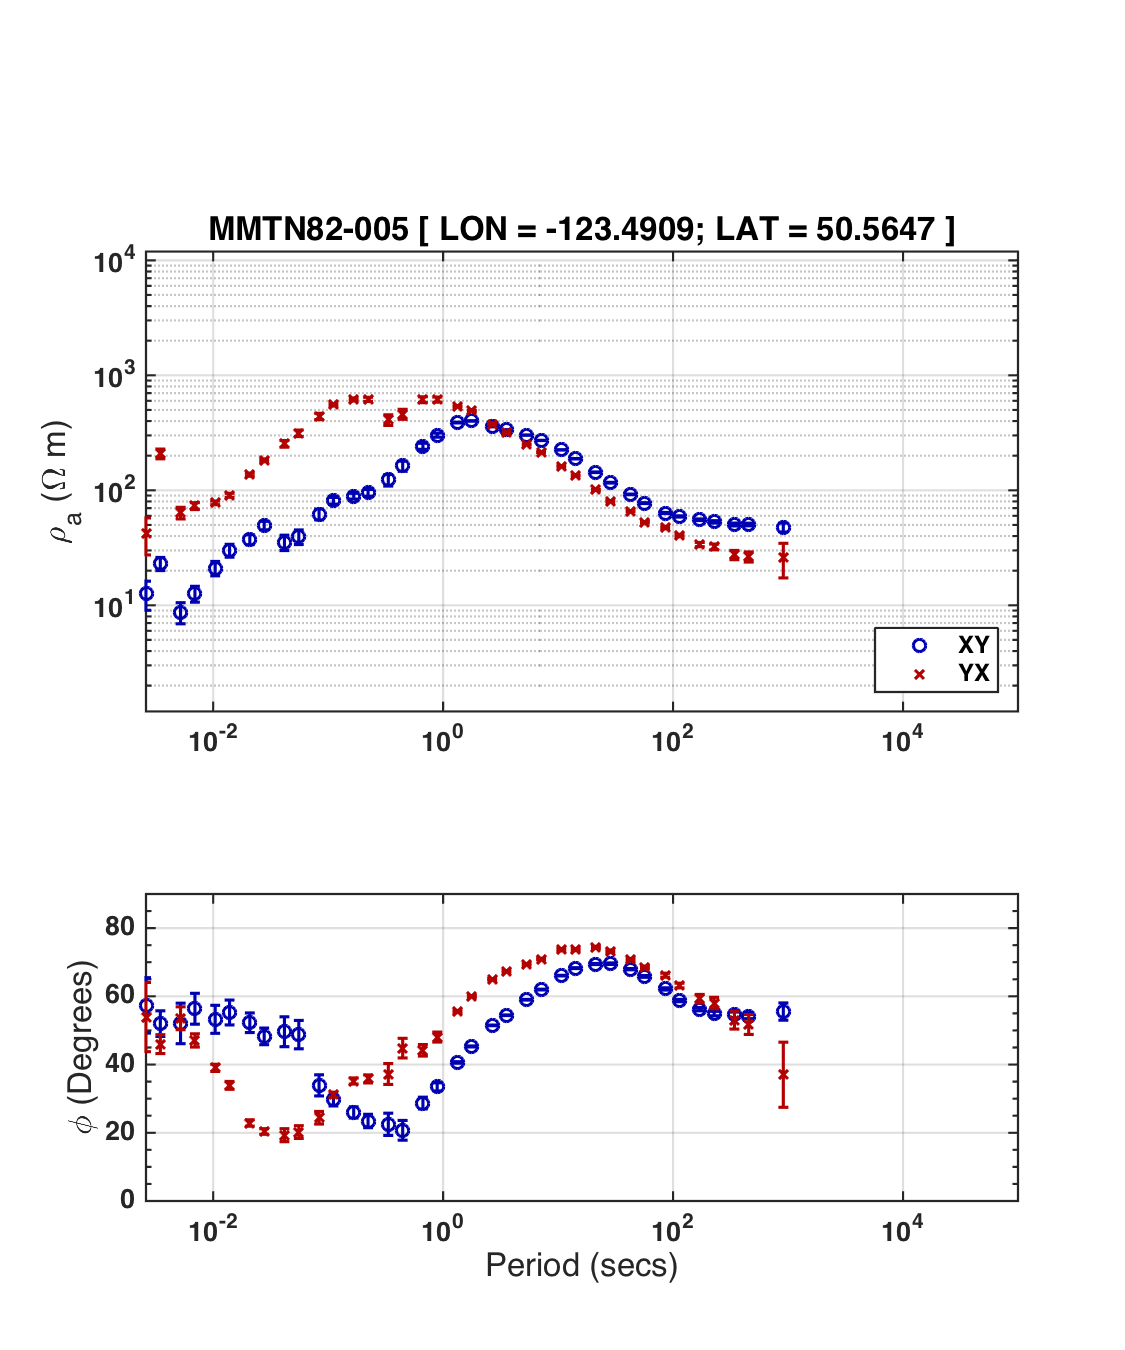 MMTN82-005 [ LON = -123.4909; LAT = 50.5647 ]
10^4
10^3
10^2
10^1
ρ_a (Ω m)
XY
YX
10^-2 10^0 10^2 10^4
80
60
40
20
0
ϕ (Degrees)
10^-2 10^0 10^2 10^4
Period (secs)